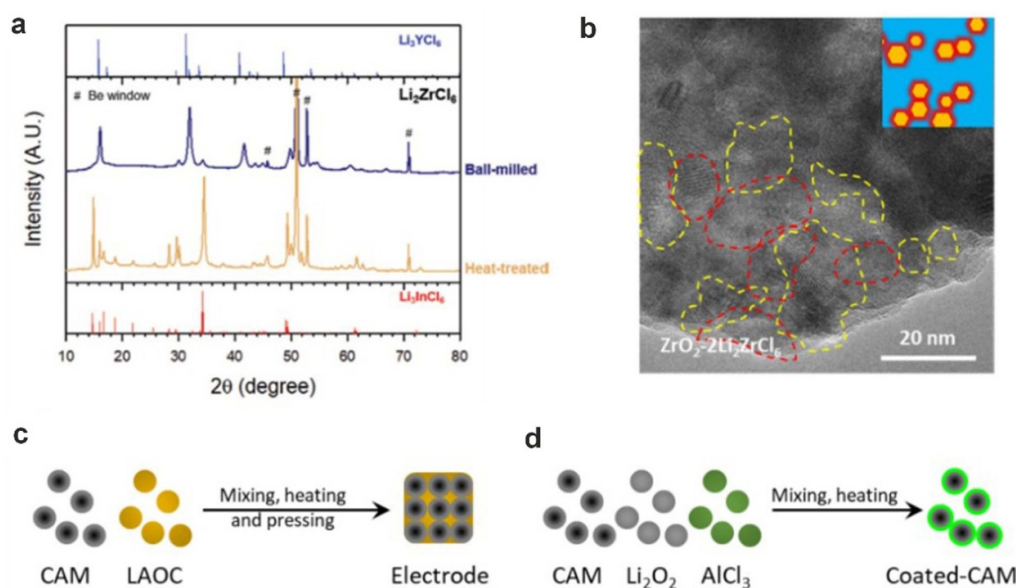 a
Li₃YCl₆
# Be window
Li₂ZrCl₆
#
#
#
#
Ball-milled
Heat-treated
Li₃InCl₆
Intensity (A.U.)
10 20 30 40 50 60 70 80
2θ (degree)
b
ZrO₂-2Li₂ZrCl₆
20 nm
c
Mixing, heating
and pressing
CAM LAOC Electrode
d
Mixing, heating
CAM Li₂O₂ AlCl₃ Coated-CAM